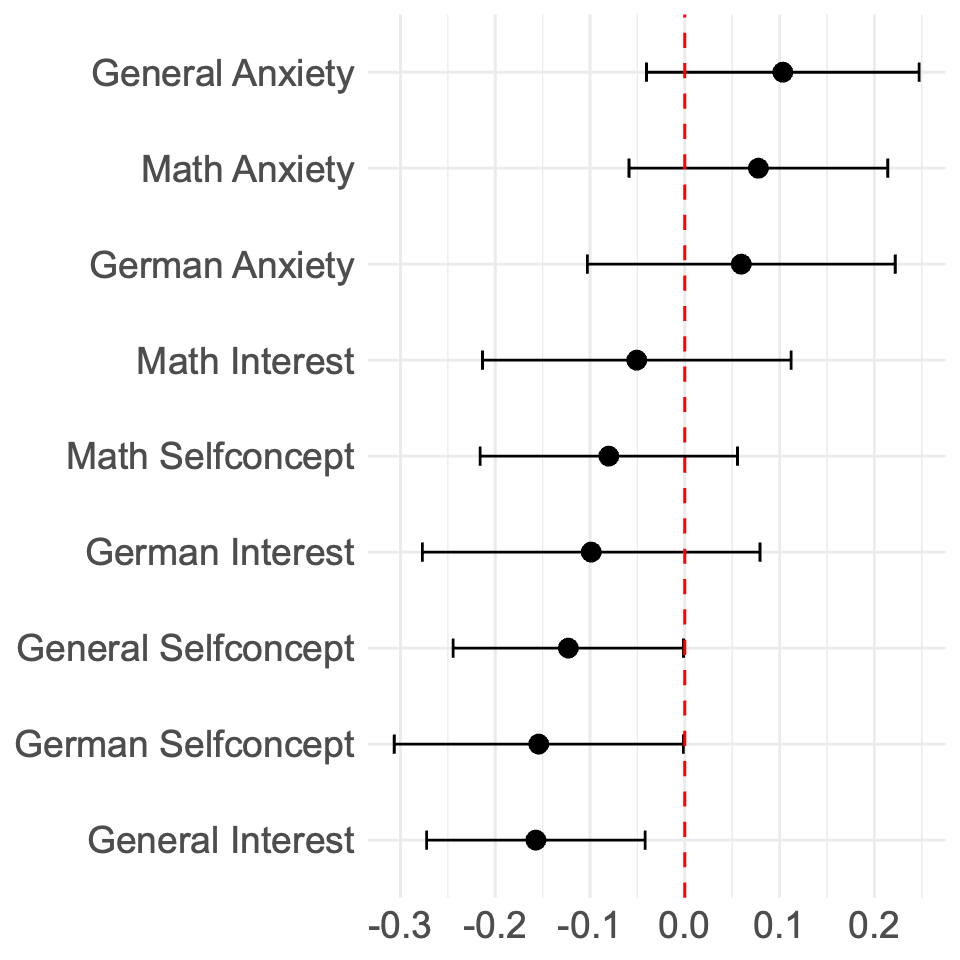 General Anxiety
Math Anxiety
German Anxiety
Math Interest
Math Selfconcept
German Interest
General Selfconcept
German Selfconcept
General Interest
-0.3 -0.2 -0.1 0.0 0.1 0.2